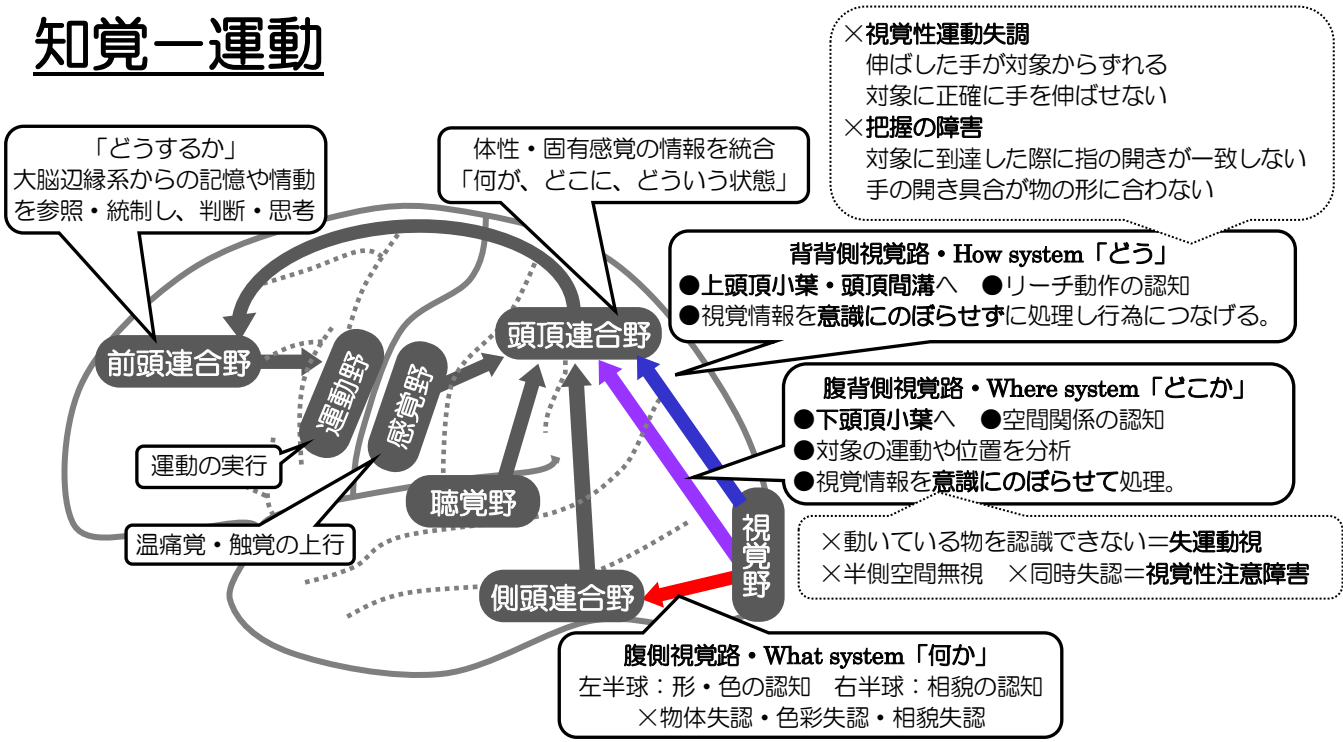 知覚ー運動
×視覚性運動失調
伸ばした手が対象からずれる
対象に正確に手を伸ばせない
×把握の障害
対象に到達した際に指の開きが一致しない
手の開き具合が物の形に合わない
「どうするか」
大脳辺縁系からの記憶や情動
を参照・統制し、判断・思考
体性・固有感覚の情報を統合
「何が、どこに、どういう状態」
背背側視覚路・How system「どう」
●上頭頂小葉・頭頂間溝へ ●リーチ動作の認知
●視覚情報を意識にのぼらせずに処理し行為につなげる。
前頭連合野
運動野
感覚野
頭頂連合野
腹背側視覚路・Where system「どこか」
●下頭頂小葉へ ●空間関係の認知
●対象の運動や位置を分析
●視覚情報を意識にのぼらせて処理。
運動の実行
聴覚野
視覚野
温痛覚・触覚の上行
×動いている物を認識できない＝失運動視
×半側空間無視 ×同時失認＝視覚性注意障害
側頭連合野
腹側視覚路・What system「何か」
左半球：形・色の認知 右半球：相貌の認知
×物体失認・色彩失認・相貌失認